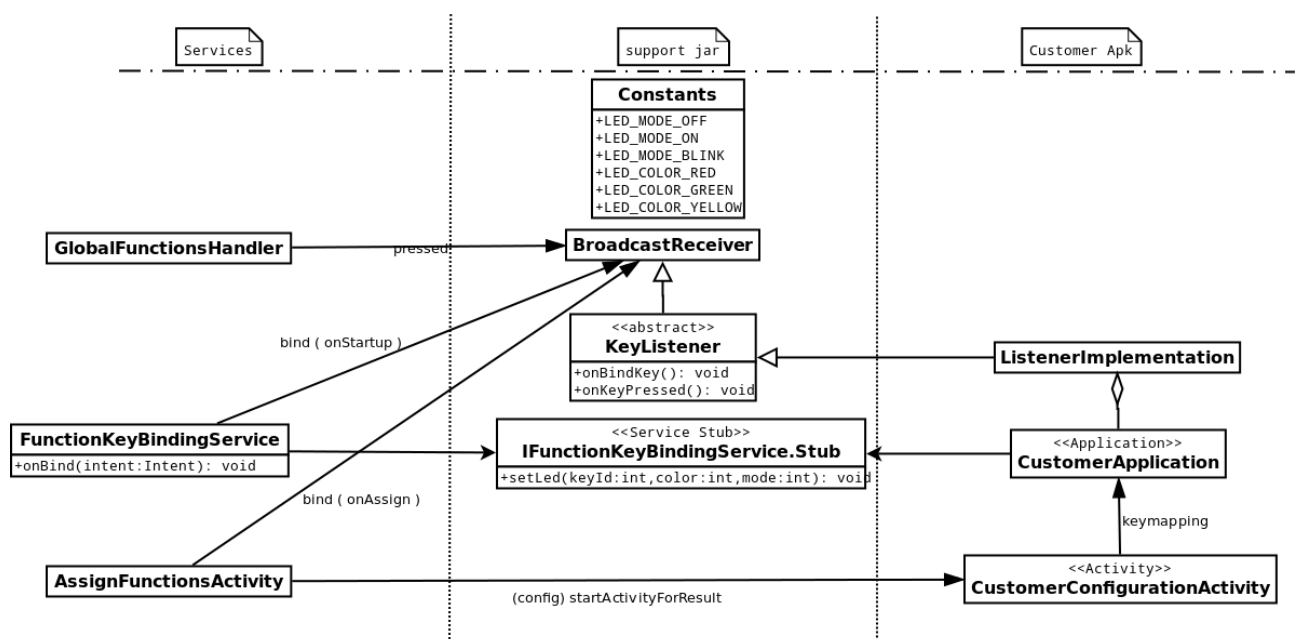 Services
support jar
Customer Apk
Constants
+LED_MODE_OFF
+LED_MODE_ON
+LED_MODE_BLINK
+LED_COLOR_RED
+LED_COLOR_GREEN
+LED_COLOR_YELLOW
GlobalFunctionsHandler
pressed
BroadcastReceiver
<<abstract>>
KeyListener
+onBindKey(): void
+onKeyPressed(): void
bind ( onStartup )
ListenerImplementation
FunctionKeyBindingService
+onBind(intent:Intent): void
<<Service Stub>>
IFunctionKeyBindingService.Stub
+setLed(keyId:int,color:int,mode:int): void
<<Application>>
CustomerApplication
bind ( onAssign )
keymapping
AssignFunctionsActivity
(config) startActivityForResult
<<Activity>>
CustomerConfigurationActivity